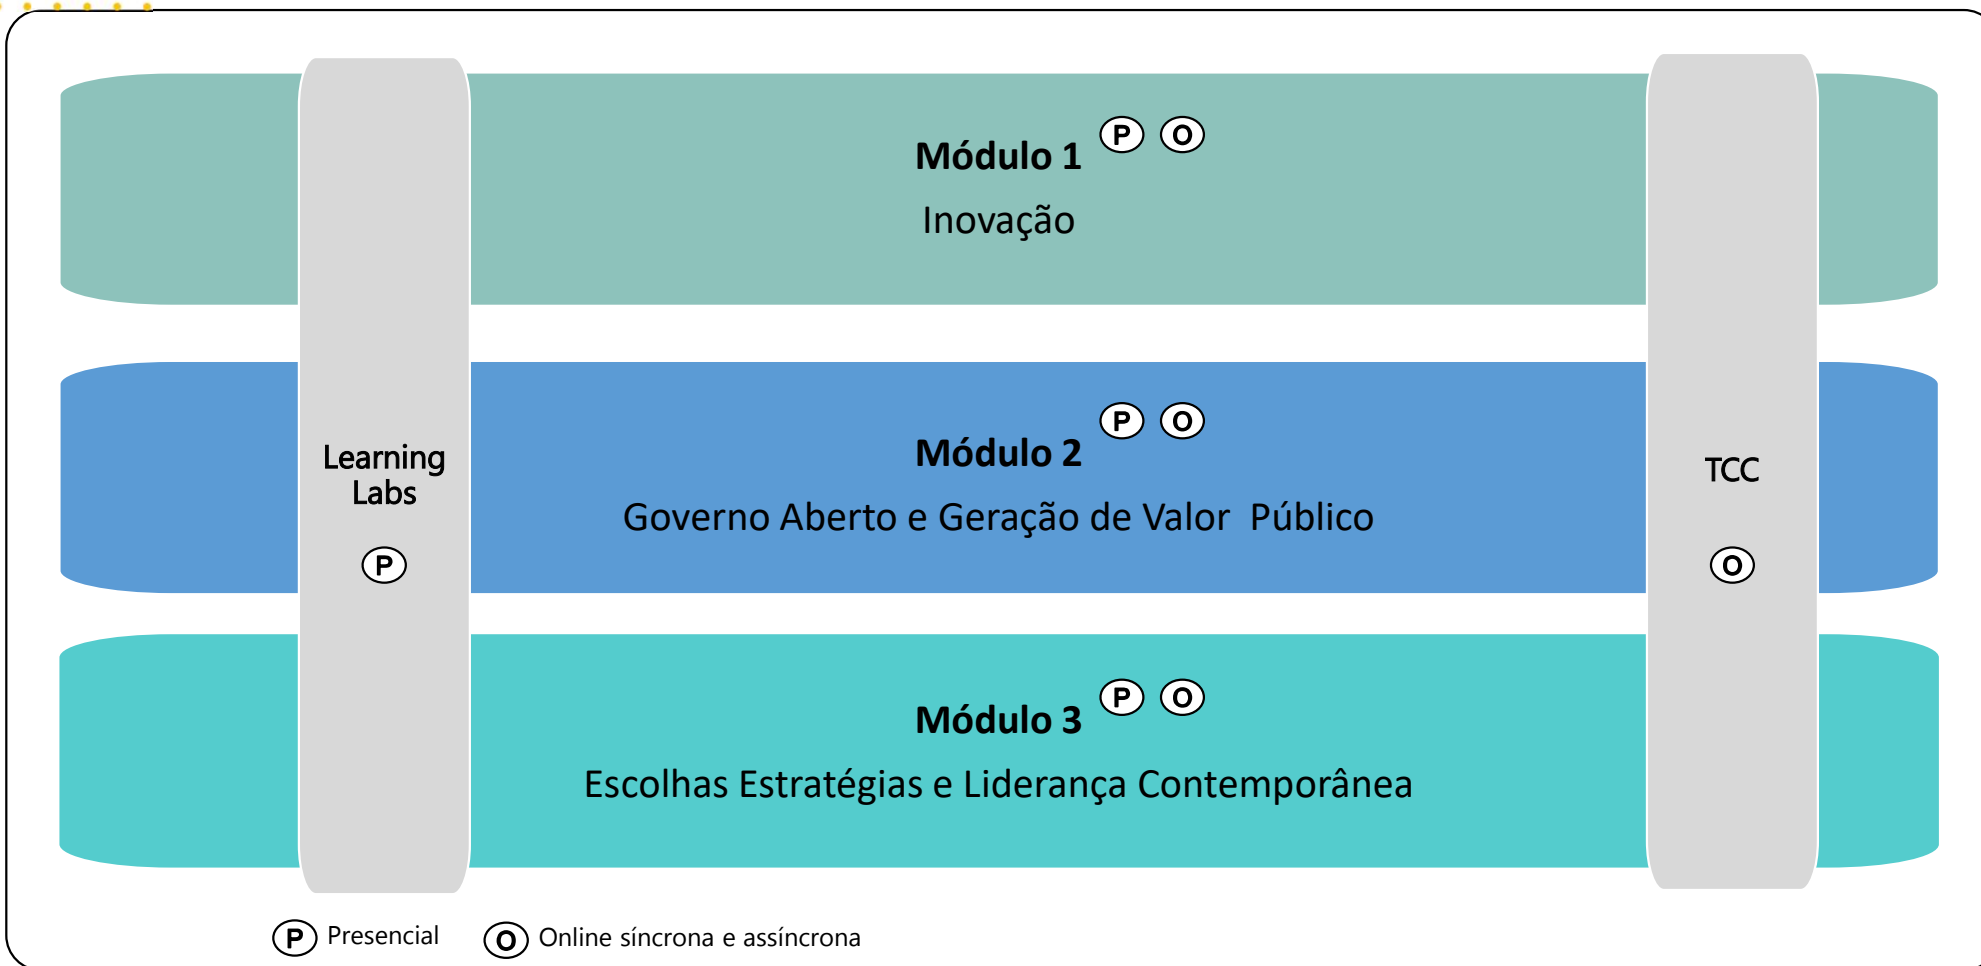 Módulo 1 P O
Inovação
Learning
Labs
P
Módulo 2 P O
Governo Aberto e Geração de Valor Público
TCC
O
Módulo 3 P O
Escolhas Estratégias e Liderança Contemporânea
P Presencial O Online síncrona e assíncrona